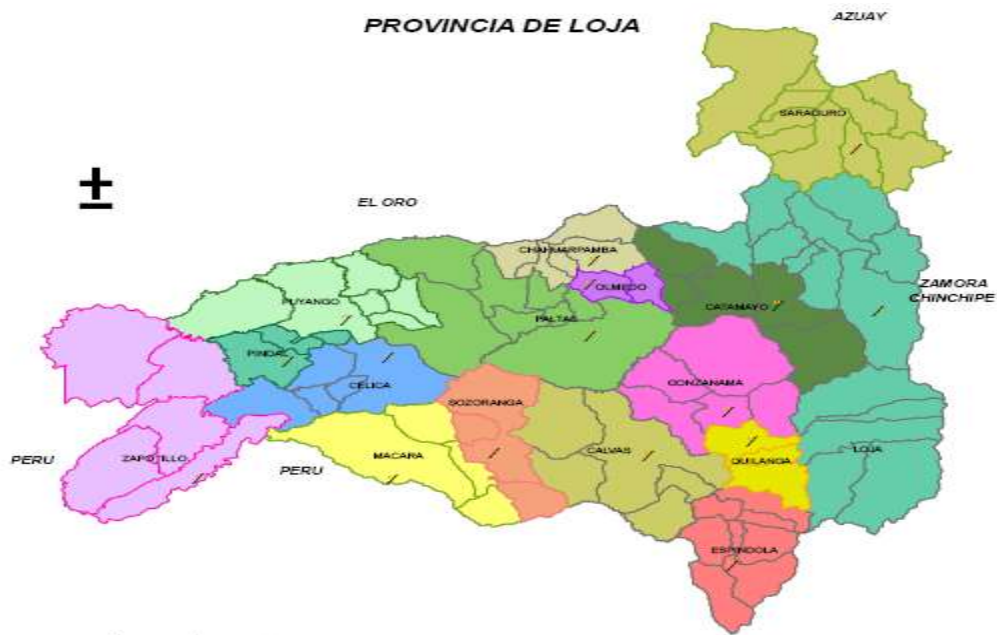 AZUAY
PROVINCIA DE LOJA
SARAGURO
±
EL ORO
CHAHUARPAMBA
ZAMORA
CHINCHIPE
OLMEDO
PUYANGO
CATAMAYO
PALTAS
PINDAL
CELICA
GONZANAMA
SOZORANGA
LOJA
CALVAS
MACARA
ZAPOTILLO
PERU
QUILANGA
PERU
ESPINDOLA